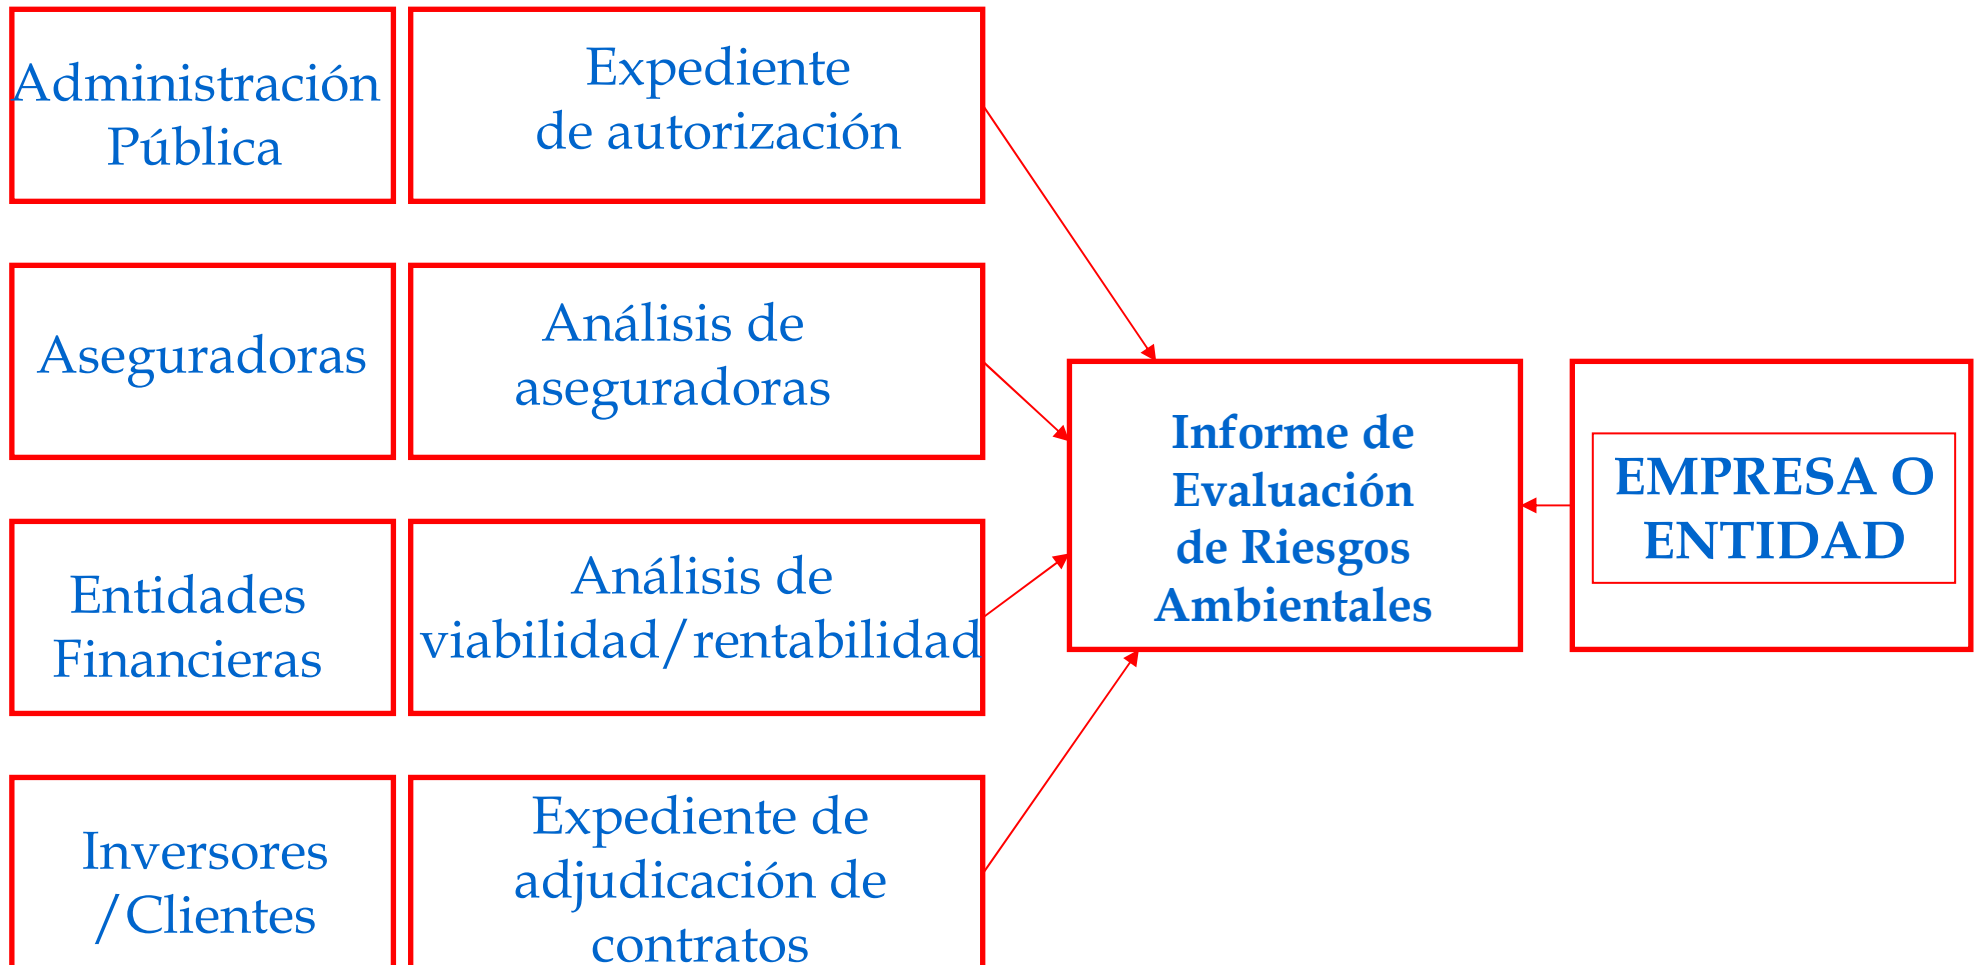 Administración
Pública
Expediente
de autorización
Aseguradoras
Análisis de
aseguradoras
Entidades
Financieras
Análisis de
viabilidad/rentabilidad
Inversores
/Clientes
Expediente de
adjudicación de
contratos
Informe de
Evaluación
de Riesgos
Ambientales
EMPRESA O
ENTIDAD